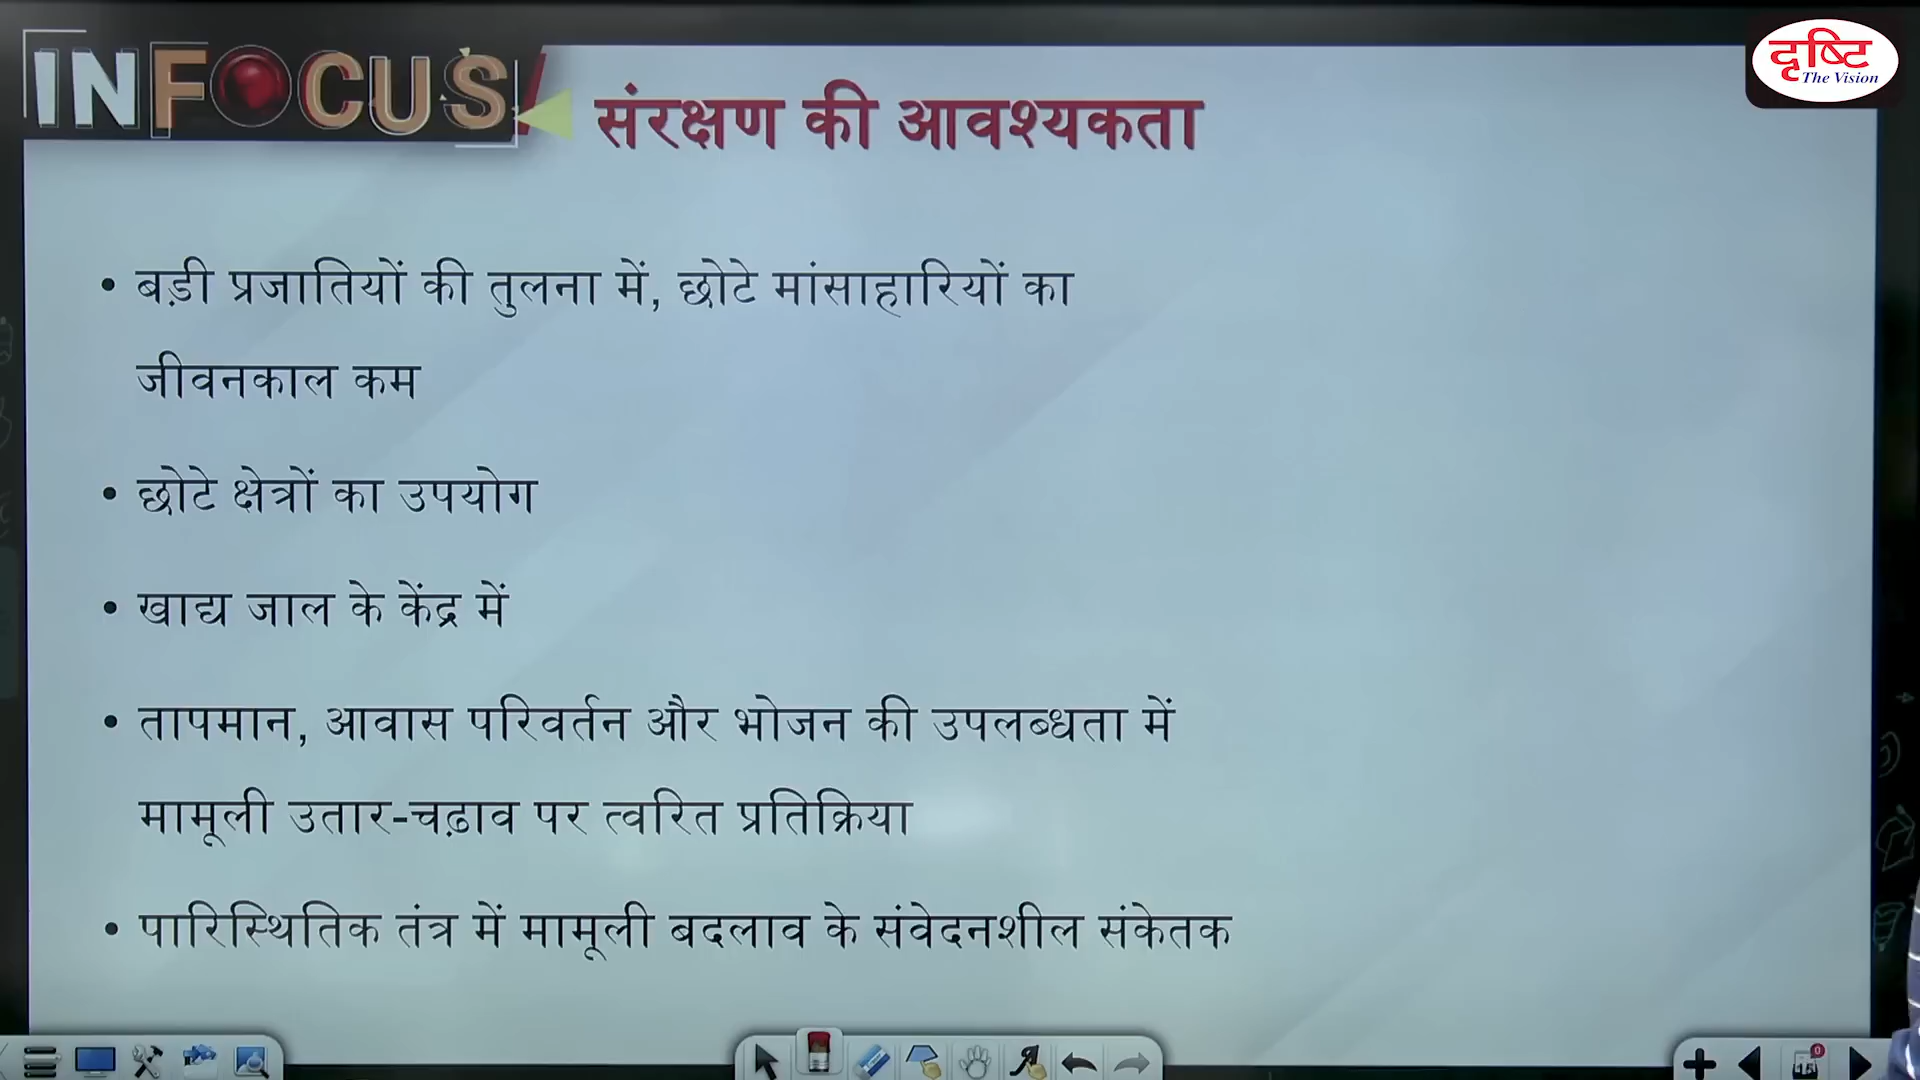 INFOCUS
दृष्टि
The Vision
संरक्षण की आवश्यकता
• बड़ी प्रजातियों की तुलना में, छोटे मांसाहारियों का
जीवनकाल कम
• छोटे क्षेत्रों का उपयोग
• खाद्य जाल के केंद्र में
• तापमान, आवास परिवर्तन और भोजन की उपलब्धता में
मामूली उतार-चढ़ाव पर त्वरित प्रतिक्रिया
• पारिस्थितिक तंत्र में मामूली बदलाव के संवेदनशील संकेतक